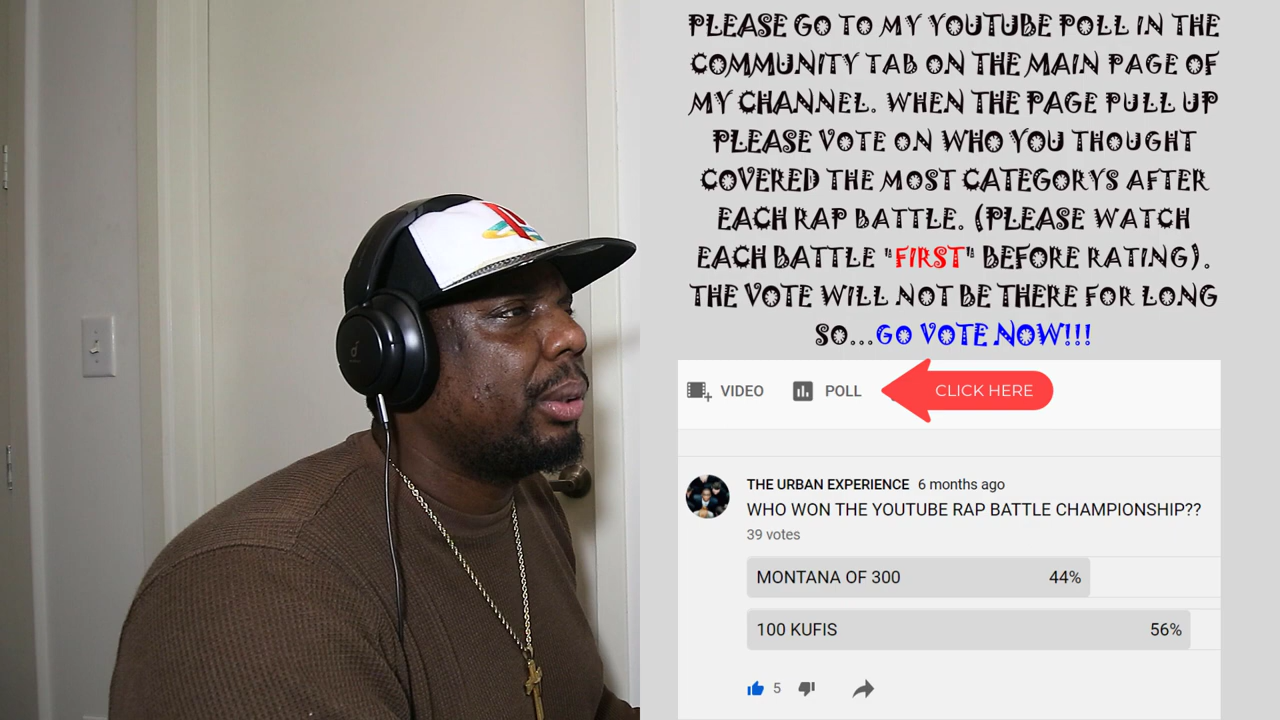 PLEASE GO TO MY YOUTUBE POLL IN THE
COMMUNITY TAB ON THE MAIN PAGE OF
MY CHANNEL. WHEN THE PAGE PULL UP
PLEASE VOTE ON WHO YOU THOUGHT
COVERED THE MOST CATEGORYS AFTER
EACH RAP BATTLE. (PLEASE WATCH
EACH BATTLE "FIRST" BEFORE RATING).
THE VOTE WILL NOT BE THERE FOR LONG
SO...GO VOTE NOW!!!
VIDEO POLL CLICK HERE
THE URBAN EXPERIENCE 6 months ago
WHO WON THE YOUTUBE RAP BATTLE CHAMPIONSHIP??
39 votes
MONTANA OF 300 44%
100 KUFIS 56%
5